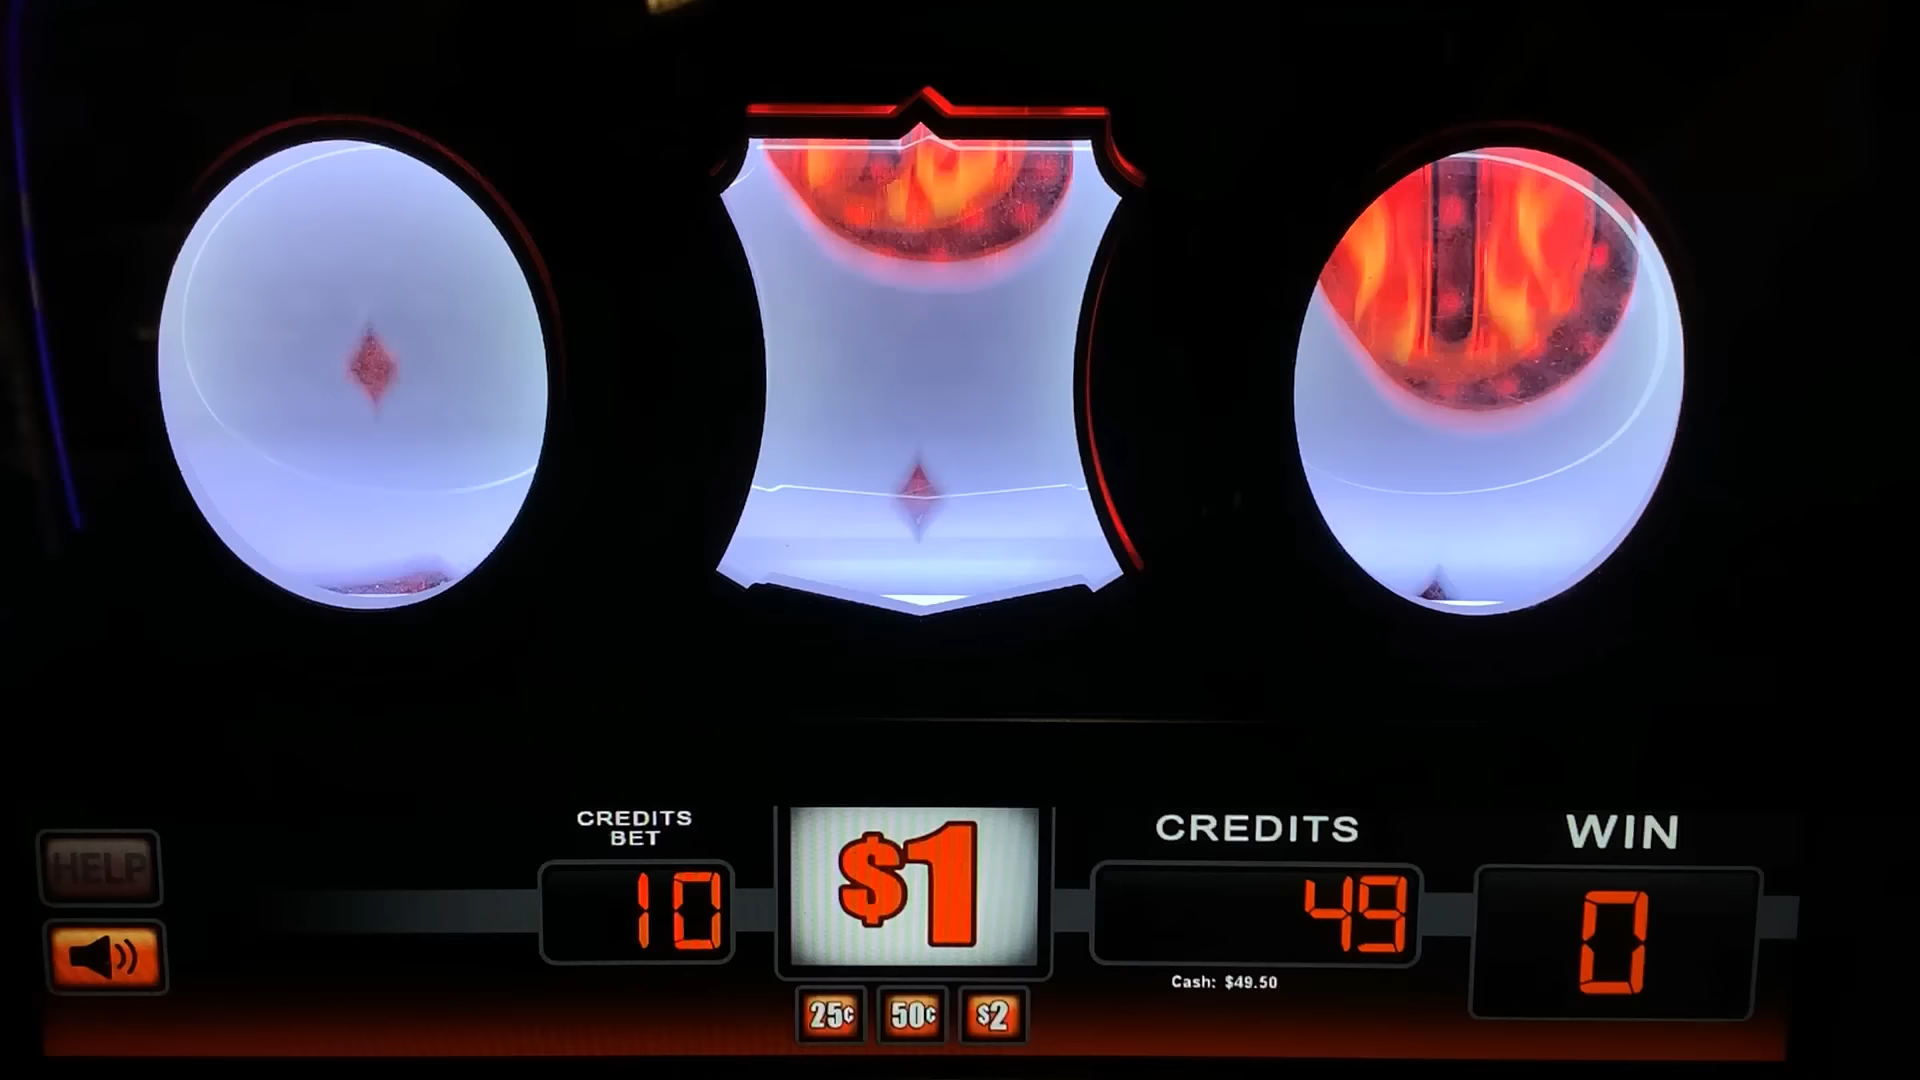 CREDITS
BET
10
$1
CREDITS
49
WIN
0
HELP
Cash: $49.50
25¢
50¢
$2